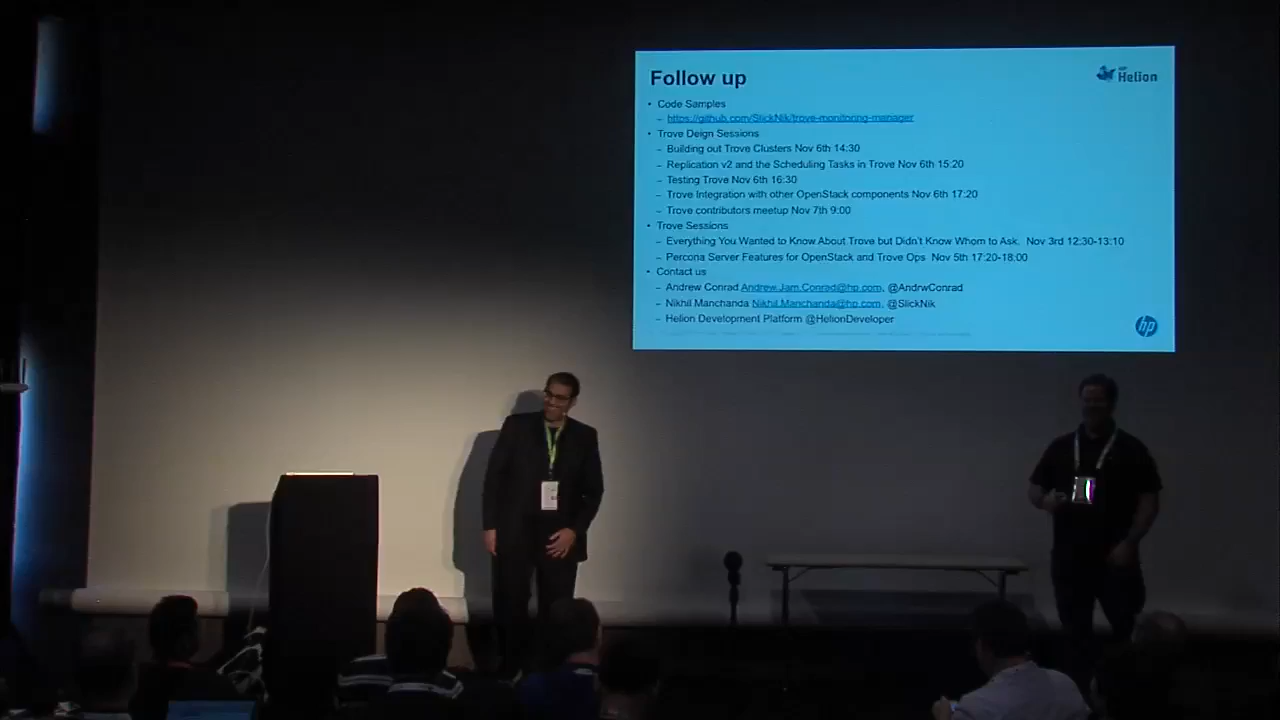 Follow up
hp Helion
• Code Samples
– https://github.com/SlickNik/trove-monitoring-manager
• Trove Deign Sessions
– Building out Trove Clusters Nov 6th 14:30
– Replication v2 and the Scheduling Tasks in Trove Nov 6th 15:20
– Testing Trove Nov 6th 16:30
– Trove Integration with other OpenStack components Nov 6th 17:20
– Trove contributors meetup Nov 7th 9:00
• Trove Sessions
– Everything You Wanted to Know About Trove but Didn't Know Whom to Ask. Nov 3rd 12:30-13:10
– Percona Server Features for OpenStack and Trove Ops Nov 5th 17:20-18:00
• Contact us
– Andrew Conrad Andrew.Jam.Conrad@hp.com, @AndrwConrad
– Nikhil Manchanda Nikhil.Manchanda@hp.com, @SlickNik
– Helion Development Platform @HelionDeveloper
hp